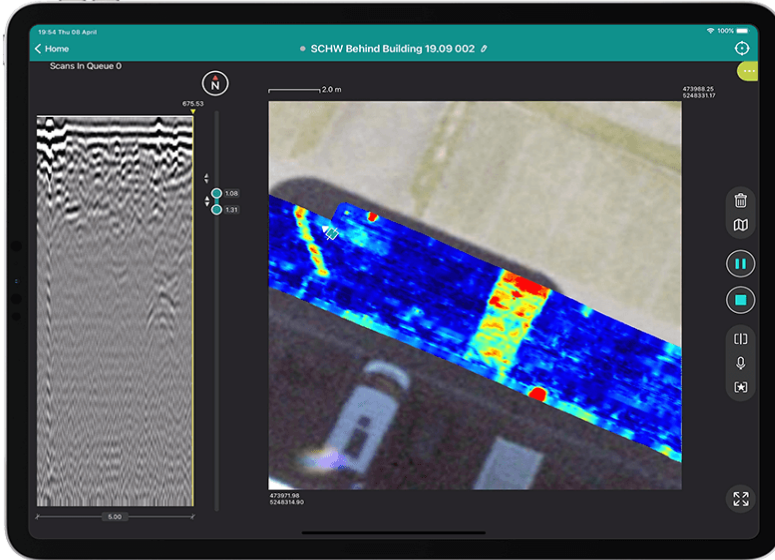 19:54 Thu 08 April
100%
Home
SCHW Behind Building 19.09 002
Scans In Queue 0
N
675.53
1.08
1.31
5.00
2.0 m
473988.25
5248331.17
473971.98
5248314.90